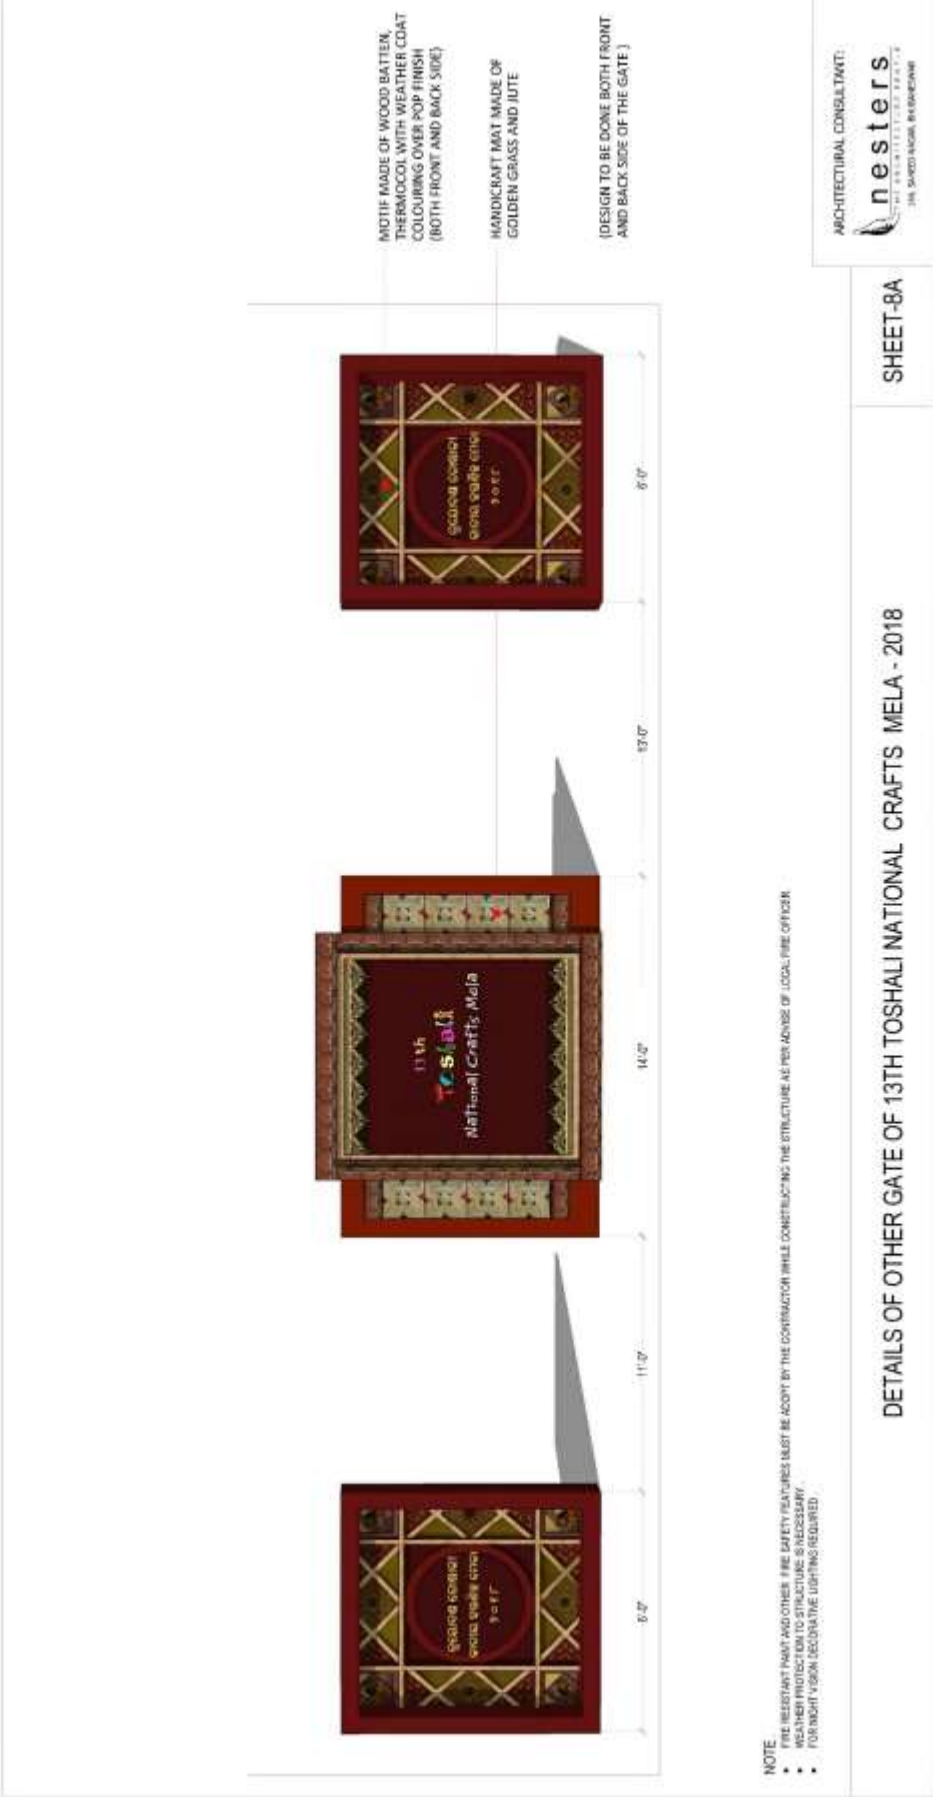 MOTIF MADE OF WOOD BATTEN,
THERMOCOL WITH WEATHER COAT
COLOURING OVER POP FINISH
(BOTH FRONT AND BACK SIDE)
HANDICRAFT MAT MADE OF
GOLDEN GRASS AND JUTE
(DESIGN TO BE DONE BOTH FRONT
AND BACK SIDE OF THE GATE )
୨୦୧୮
13th
Toshali
National Crafts Mela
୨୦୧୮
11'-0"
14'-0"
13'-0"
NOTE
• FIRE RESISTANT PAINT AND OTHER FIRE SAFETY FEATURES MUST BE ADOPT BY THE CONTRACTOR WHILE CONSTRUCTING THE STRUCTURE AS PER ADVISE OF LOCAL FIRE OFFICER.
• WEATHER PROTECTION TO STRUCTURE IS NECESSARY.
• FOR NIGHT VISION DECORATIVE LIGHTING REQUIRED.
DETAILS OF OTHER GATE OF 13TH TOSHALI NATIONAL CRAFTS MELA - 2018
SHEET-8A
ARCHITECTURAL CONSULTANT:
nesters